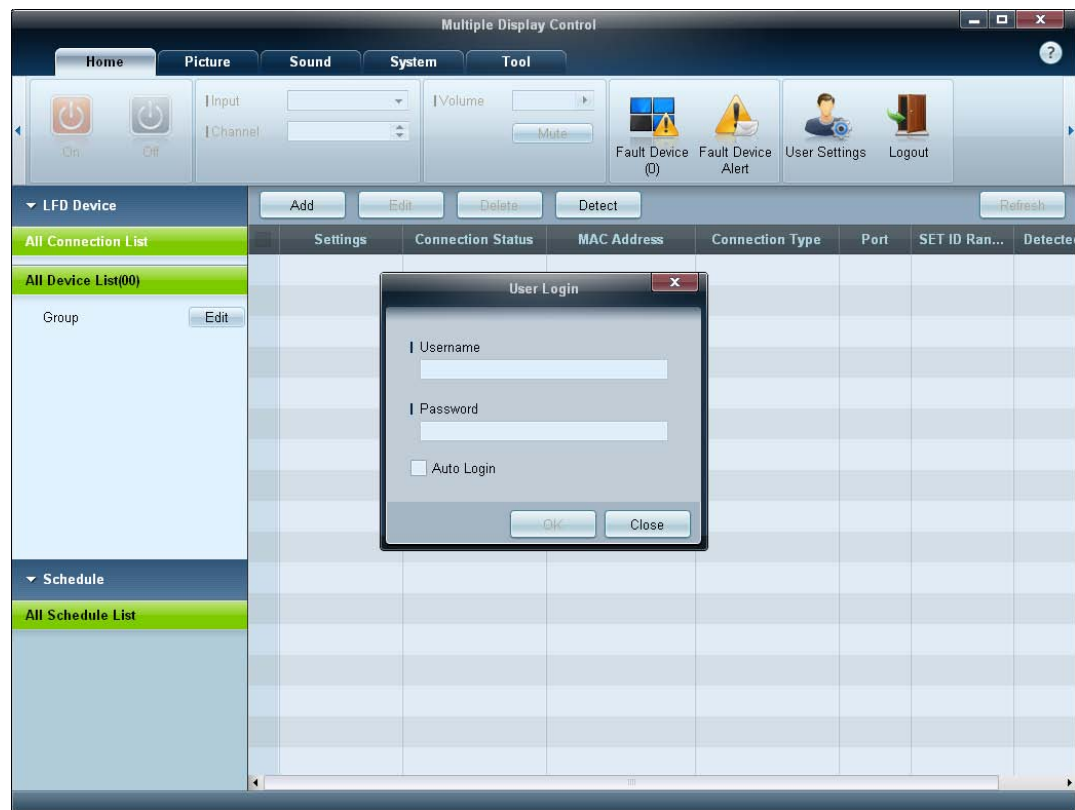 Multiple Display Control
Home Picture Sound System Tool
Input
Channel
Volume
Mute
On Off
Fault Device (0)
Fault Device Alert
User Settings
Logout
LFD Device
Add Edit Delete Detect Refresh
All Connection List
Settings Connection Status MAC Address Connection Type Port SET ID Ran... Detecte
All Device List(00)
Group Edit
User Login
Username
Password
Auto Login
OK Close
Schedule
All Schedule List